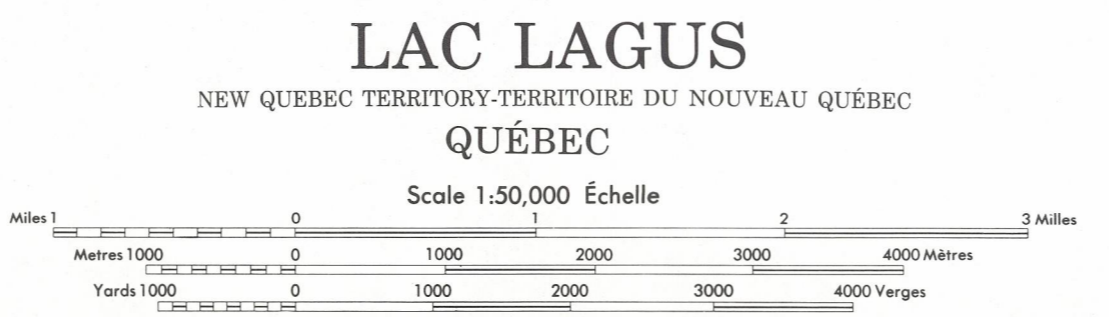 LAC LAGUS
NEW QUEBEC TERRITORY-TERRITOIRE DU NOUVEAU QUÉBEC
QUÉBEC
Scale 1:50,000 Échelle
Miles 1 0 1 2 3 Milles
Metres 1000 0 1000 2000 3000 4000 Mètres
Yards 1000 0 1000 2000 3000 4000 Verges